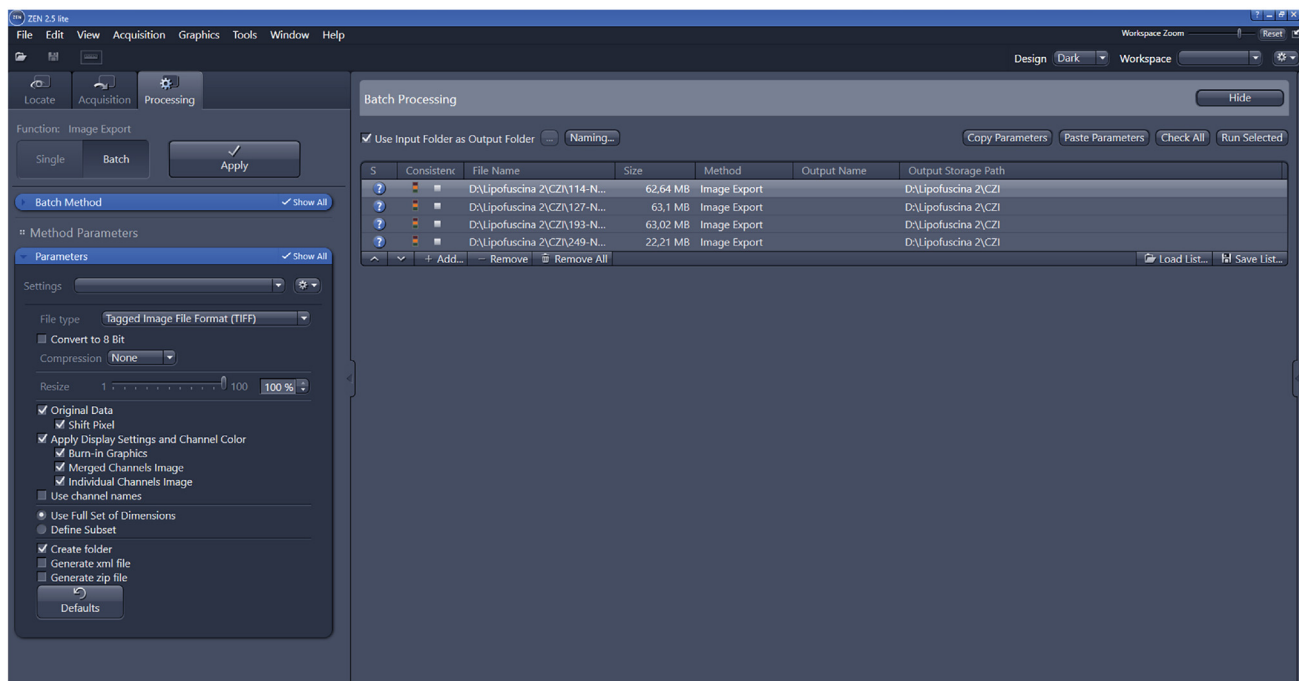 ZEN 2.5 lite
File Edit View Acquisition Graphics Tools Window Help
Workspace Zoom Reset
Design Dark Workspace
Locate Acquisition Processing
Function: Image Export
Single Batch Apply
Batch Method Show All
Method Parameters
Parameters Show All
Settings
File type Tagged Image File Format (TIFF)
Convert to 8 Bit
Compression None
Resize 1 100 100 %
Original Data
Shift Pixel
Apply Display Settings and Channel Color
Burn-in Graphics
Merged Channels Image
Individual Channels Image
Use channel names
Use Full Set of Dimensions
Define Subset
Create folder
Generate xml file
Generate zip file
Defaults
Batch Processing Hide
Use Input Folder as Output Folder ... Naming... Copy Parameters Paste Parameters Check All Run Selected
S Consistenc File Name Size Method Output Name Output Storage Path
? D:\Lipofuscina 2\CZI\114-N... 62,64 MB Image Export D:\Lipofuscina 2\CZI
? D:\Lipofuscina 2\CZI\127-N... 63,1 MB Image Export D:\Lipofuscina 2\CZI
? D:\Lipofuscina 2\CZI\193-N... 63,02 MB Image Export D:\Lipofuscina 2\CZI
? D:\Lipofuscina 2\CZI\249-N... 22,21 MB Image Export D:\Lipofuscina 2\CZI
+ Add... − Remove Remove All Load List... Save List...